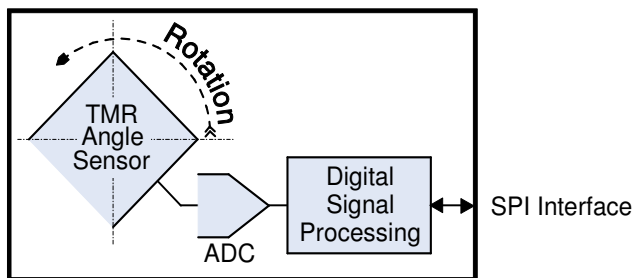 Rotation
TMR
Angle
Sensor
ADC
Digital
Signal
Processing
SPI Interface